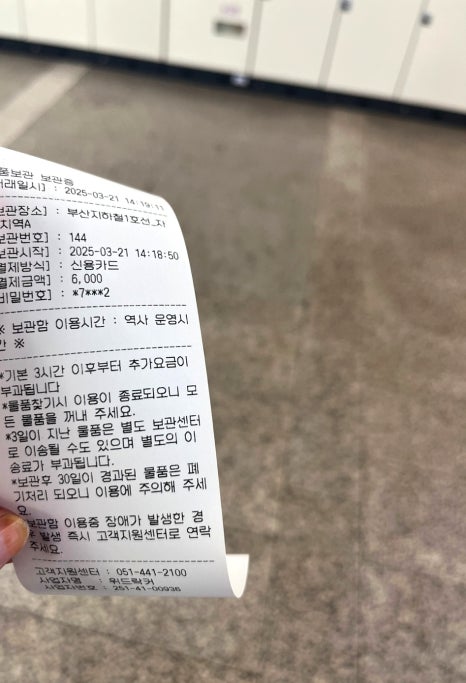 품보관 보관증
거래일시] : 2025-03-21 14:19:11
보관장소] : 부산지하철1호선_자
치역A
보관번호] : 144
보관시작] : 2025-03-21 14:18:50
결제방식] : 신용카드
결제금액] : 6,000
비밀번호] : *7***2
※ 보관함 이용시간 : 역사 운영시
간 ※
*기본 3시간 이후부터 추가요금이
부과됩니다
*물품찾기시 이용이 종료되오니 모
든 물품을 꺼내 주세요.
*3일이 지난 물품은 별도 보관센터
로 이송될 수도 있으며 별도의 이
송료가 부과됩니다.
*보관후 30일이 경과된 물품은 폐
기처리 되오니 이용에 주의해 주세
요.
보관함 이용중 장애가 발생한 경
우 발생 즉시 고객지원센터로 연락
주세요.
고객지원센터 : 051-441-2100
사업자명 : 위드락커
사업자번호 : 251-41-00936